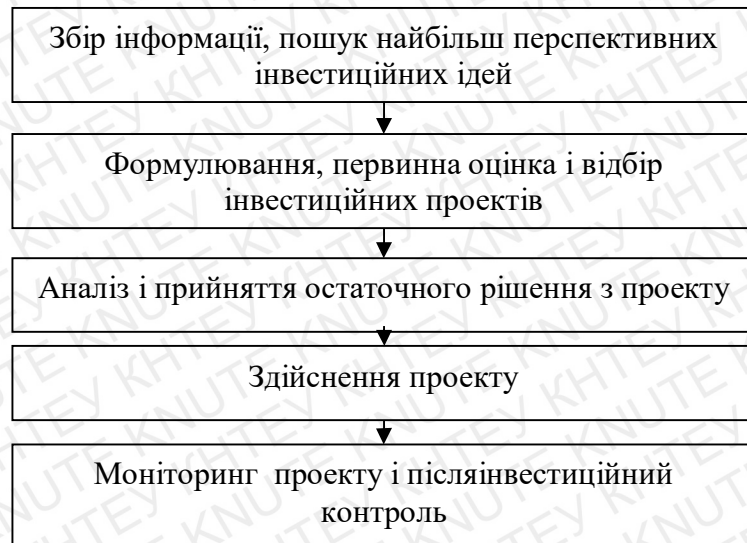 Збір інформації, пошук найбільш перспективних
інвестиційних ідей
Формулювання, первинна оцінка і відбір
інвестиційних проектів
Аналіз і прийняття остаточного рішення з проекту
Здійснення проекту
Моніторинг проекту і післяінвестиційний
контроль